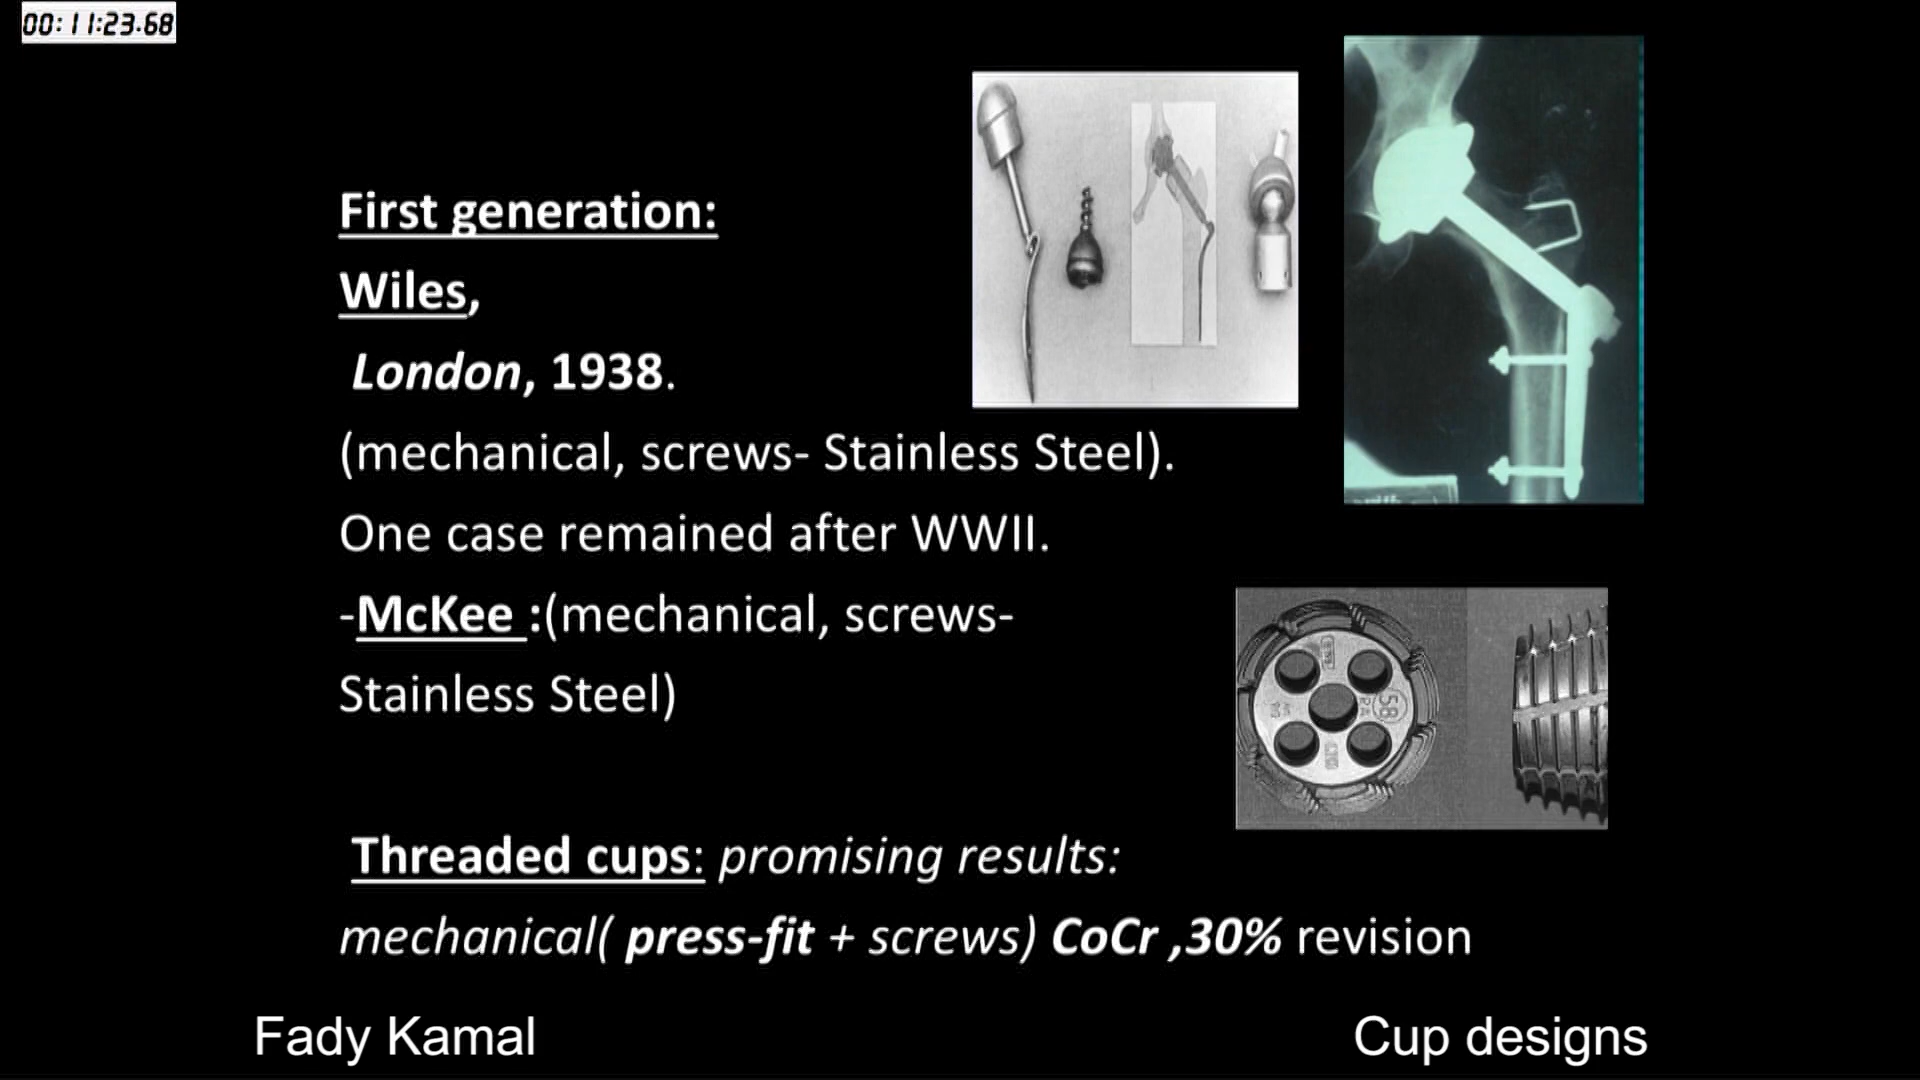 00:11:23.68
First generation:
Wiles,
London, 1938.
(mechanical, screws- Stainless Steel).
One case remained after WWII.
-McKee :(mechanical, screws-
Stainless Steel)
58
Threaded cups: promising results:
mechanical( press-fit + screws) CoCr ,30% revision
Fady Kamal
Cup designs